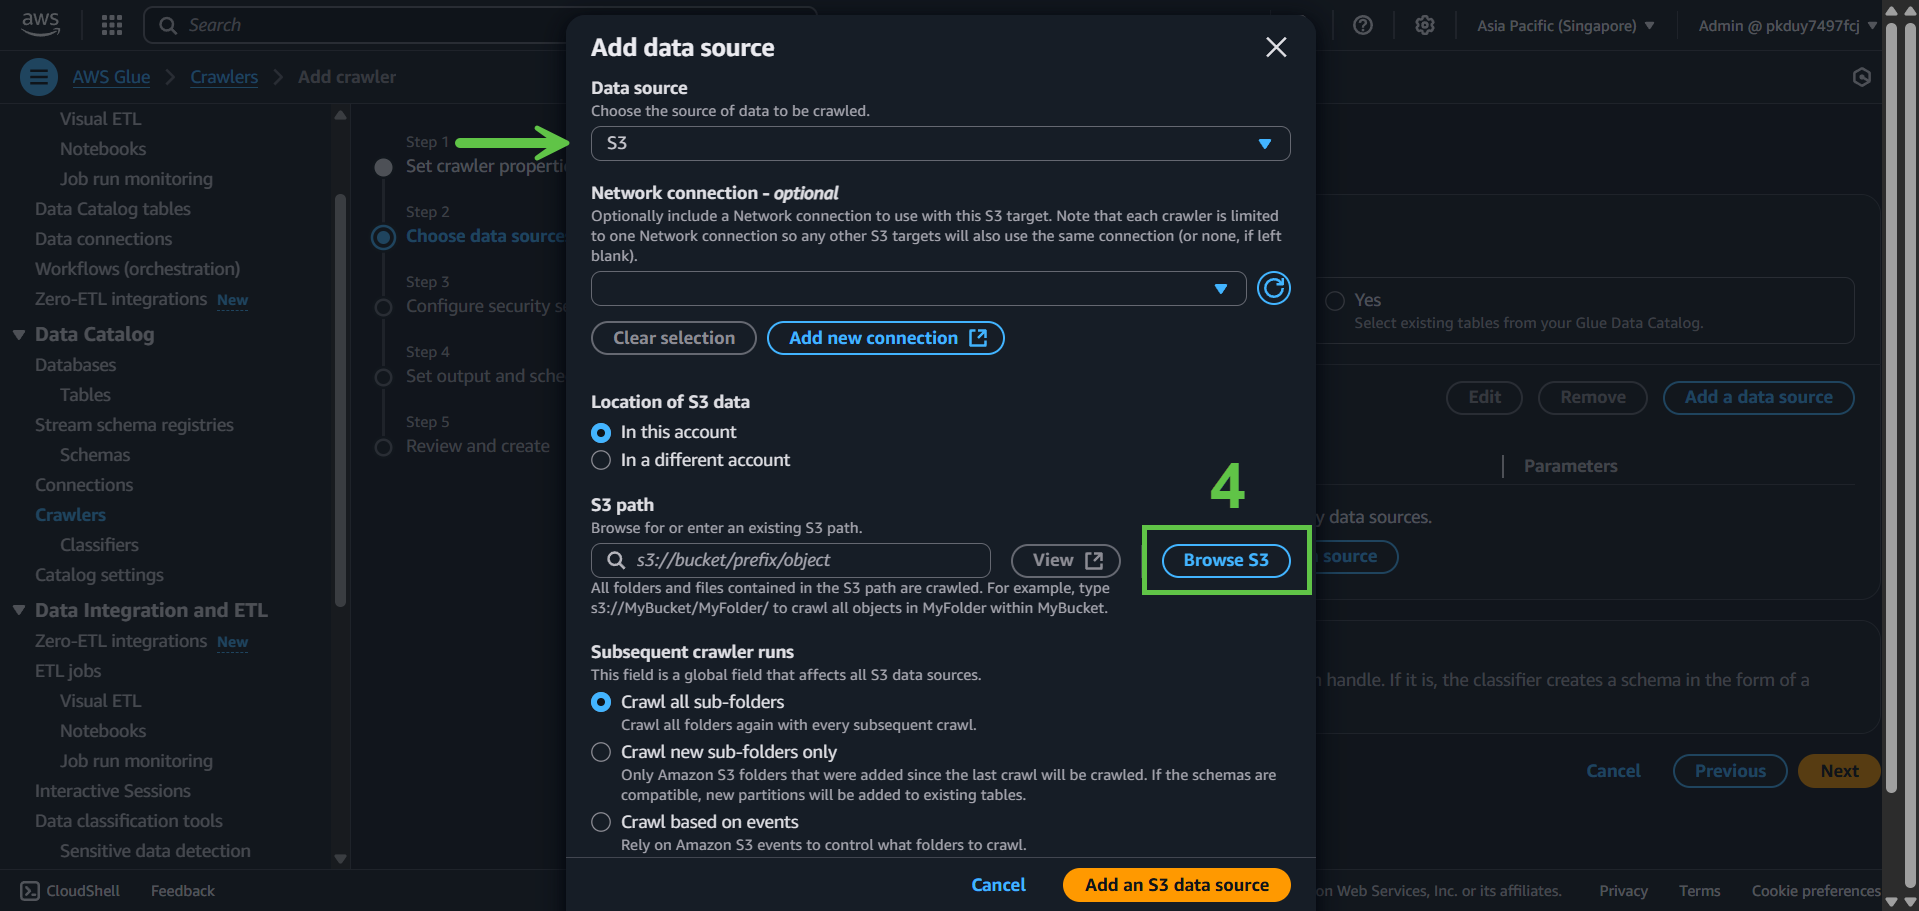 aws
Search
Asia Pacific (Singapore)
Admin @ pkduy7497fcj
AWS Glue
Crawlers
Add crawler
Visual ETL
Notebooks
Job run monitoring
Data Catalog tables
Data connections
Workflows (orchestration)
Zero-ETL integrations New
Data Catalog
Databases
Tables
Stream schema registries
Schemas
Connections
Crawlers
Classifiers
Catalog settings
Data Integration and ETL
Zero-ETL integrations New
ETL jobs
Visual ETL
Notebooks
Job run monitoring
Interactive Sessions
Data classification tools
Sensitive data detection
Step 1
Set crawler properti
Step 2
Choose data source
Step 3
Configure security s
Step 4
Set output and sche
Step 5
Review and create
Add data source
Data source
Choose the source of data to be crawled.
S3
Network connection - optional
Optionally include a Network connection to use with this S3 target. Note that each crawler is limited
to one Network connection so any other S3 targets will also use the same connection (or none, if left
blank).
Clear selection
Add new connection
Location of S3 data
In this account
In a different account
4
S3 path
Browse for or enter an existing S3 path.
s3://bucket/prefix/object
View
Browse S3
All folders and files contained in the S3 path are crawled. For example, type
s3://MyBucket/MyFolder/ to crawl all objects in MyFolder within MyBucket.
Subsequent crawler runs
This field is a global field that affects all S3 data sources.
Crawl all sub-folders
Crawl all folders again with every subsequent crawl.
Crawl new sub-folders only
Only Amazon S3 folders that were added since the last crawl will be crawled. If the schemas are
compatible, new partitions will be added to existing tables.
Crawl based on events
Rely on Amazon S3 events to control what folders to crawl.
Cancel
Add an S3 data source
Yes
Select existing tables from your Glue Data Catalog.
Edit
Remove
Add a data source
Parameters
y data sources.
source
handle. If it is, the classifier creates a schema in the form of a
Cancel
Previous
Next
CloudShell
Feedback
on Web Services, Inc. or its affiliates.
Privacy
Terms
Cookie preferences